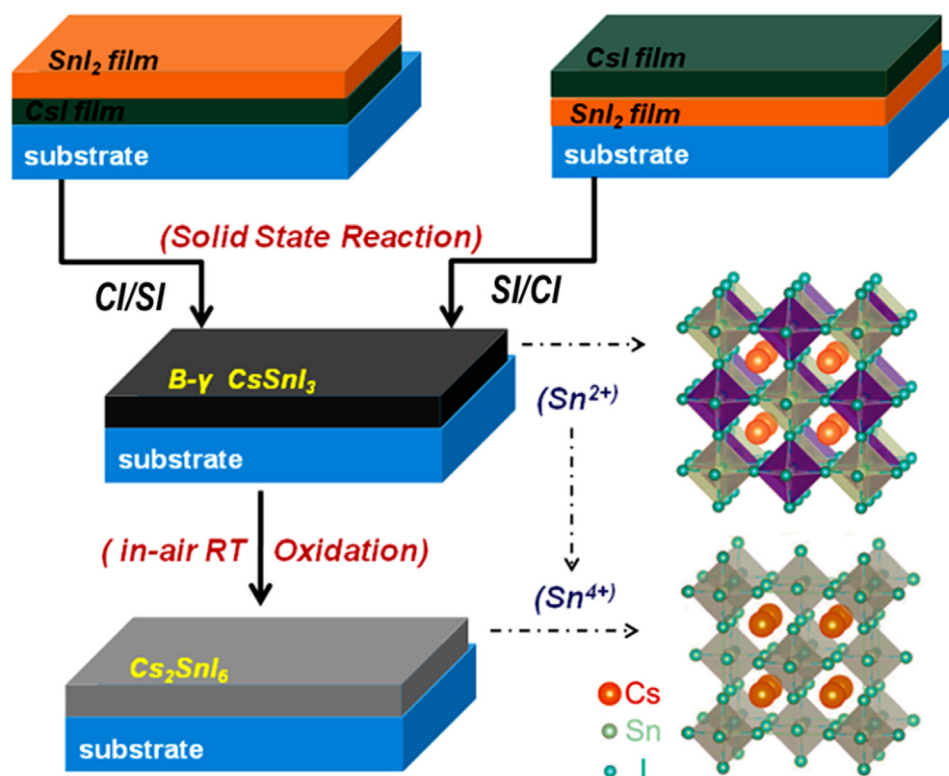 SnI₂ film
CsI film
substrate
CsI film
SnI₂ film
substrate
(Solid State Reaction)
CI/SI
SI/CI
B-γ CsSnI₃
substrate
(Sn²⁺)
( in-air RT Oxidation)
(Sn⁴⁺)
Cs₂SnI₆
substrate
Cs
Sn
I